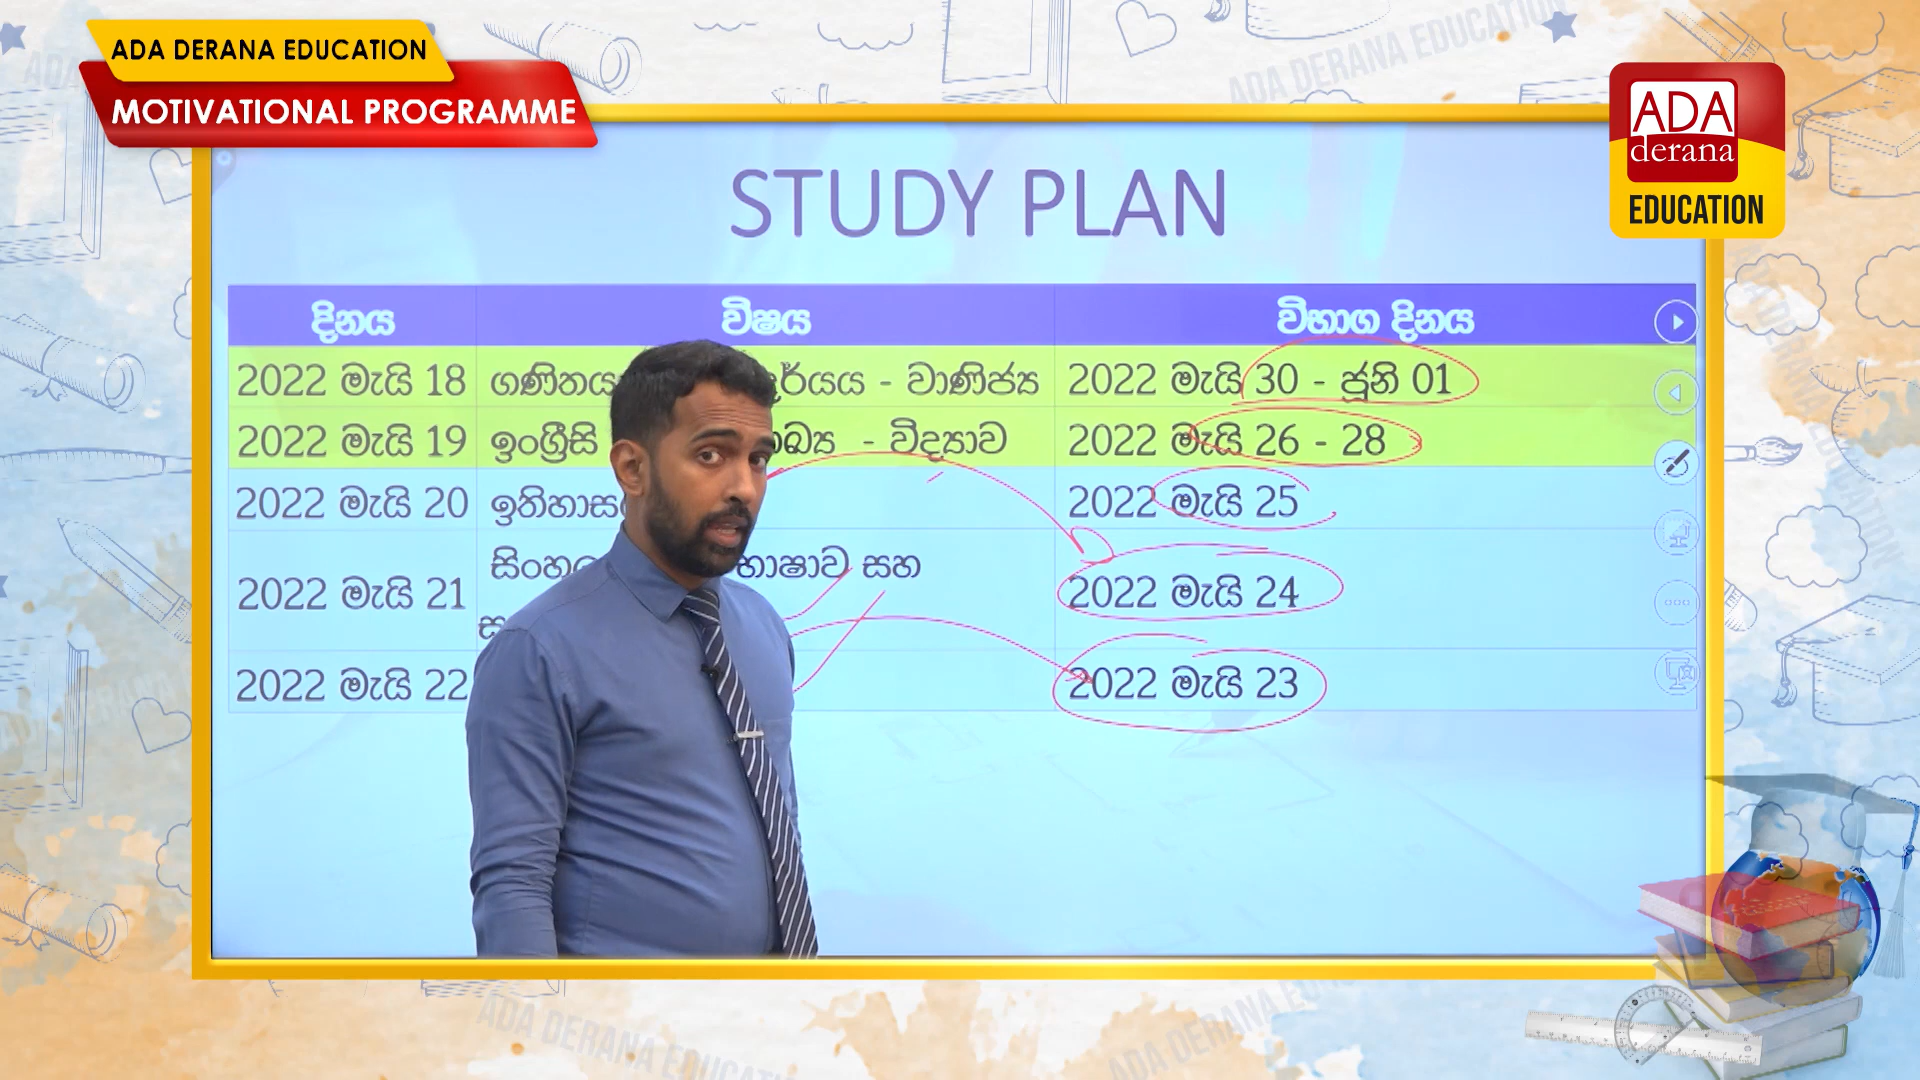 ADA DERANA EDUCATION
MOTIVATIONAL PROGRAMME
ADA
derana
EDUCATION
STUDY PLAN
දිනය විෂය විභාග දිනය
2022 මැයි 18 - වාණිජ්‍ය 2022 මැයි 30 - ජූනි 01
2022 මැයි 19 ඉංග්‍රීසි - විද්‍යාව 2022 මැයි 26 - 28
2022 මැයි 20 2022 මැයි 25
සහ
2022 මැයි 21 2022 මැයි 24
2022 මැයි 22 2022 මැයි 23